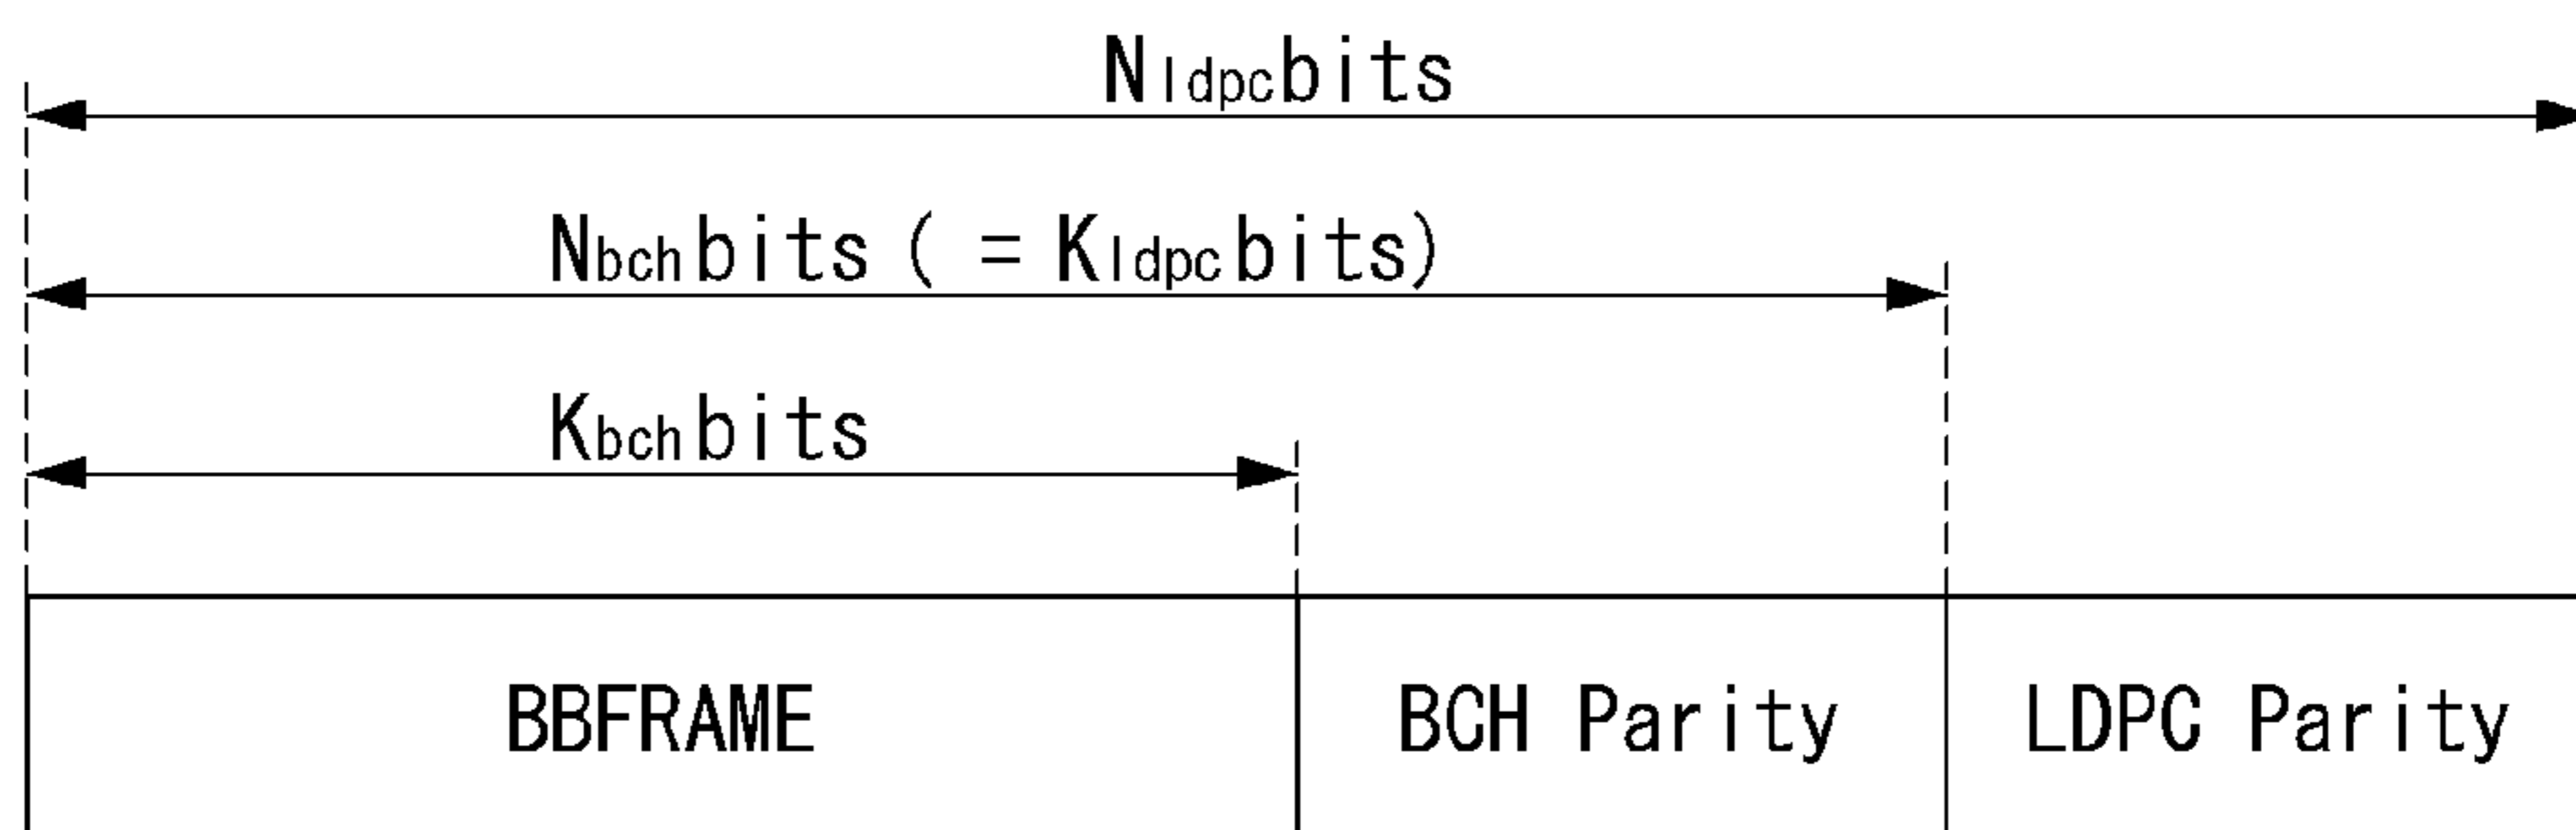 Nldpcbits
Nbchbits ( = Kldpcbits)
Kbchbits
BBFRAME BCH Parity LDPC Parity